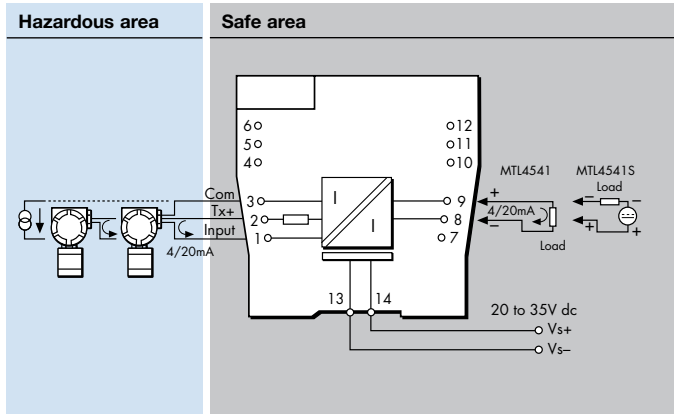 Hazardous area
Safe area
6
5
4
12
11
10
MTL4541
MTL4541S
Load
Com
3
I
9
+
– –
Tx+
2
I
8
4/20mA
Input
1
7
–
+ +
4/20mA
Load
13 14
20 to 35V dc
Vs+
Vs–